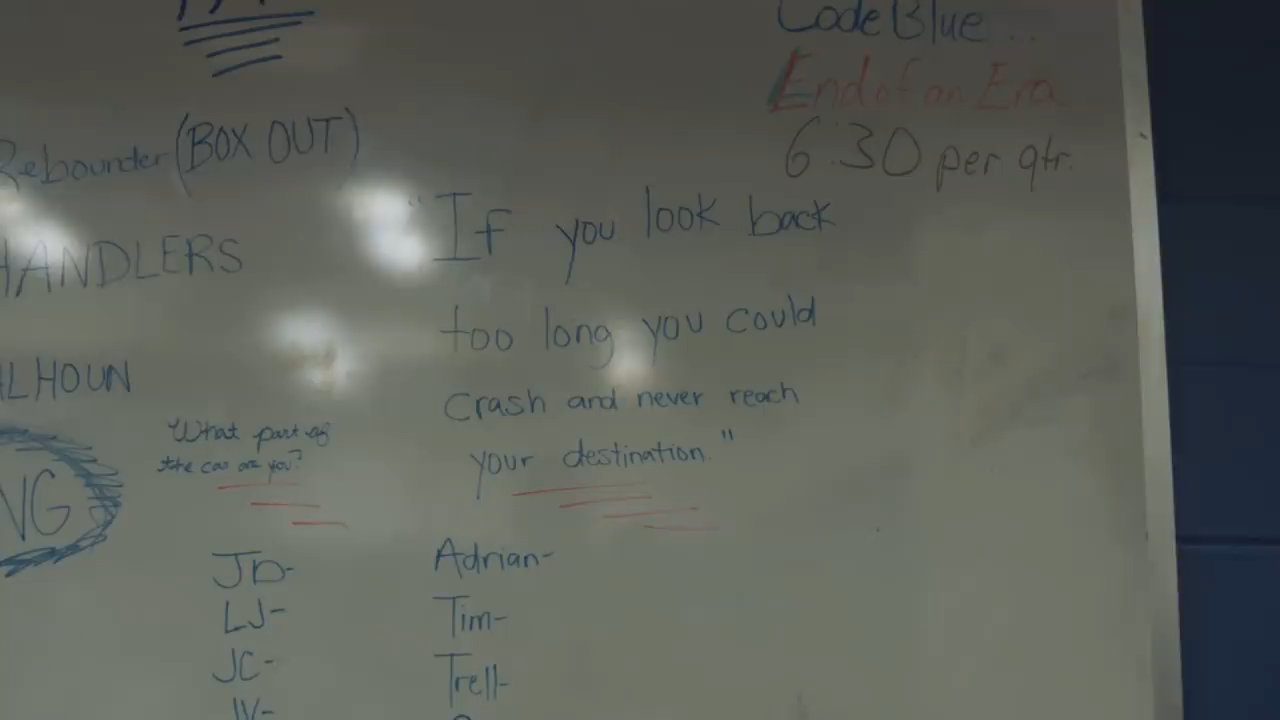 Code Blue...
End of an Era
6:30 per qtr.
Rebounder (BOX OUT)
HANDLERS
LHOUN
NG
"If you look back
too long you could
crash and never reach
your destination."
What part of
the car are you?
JD-
LJ-
JC-
Adrian-
Tim-
Trell-